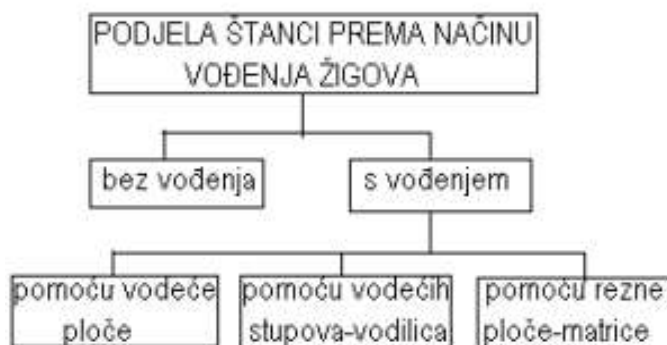 PODJELA ŠTANCI PREMA NAČINU
VOĐENJA ŽIGOVA
bez vođenja
s vođenjem
pomoću vodeće
ploče
pomoću vodećih
stupova-vodilica
pomoću rezne
ploče-matrice